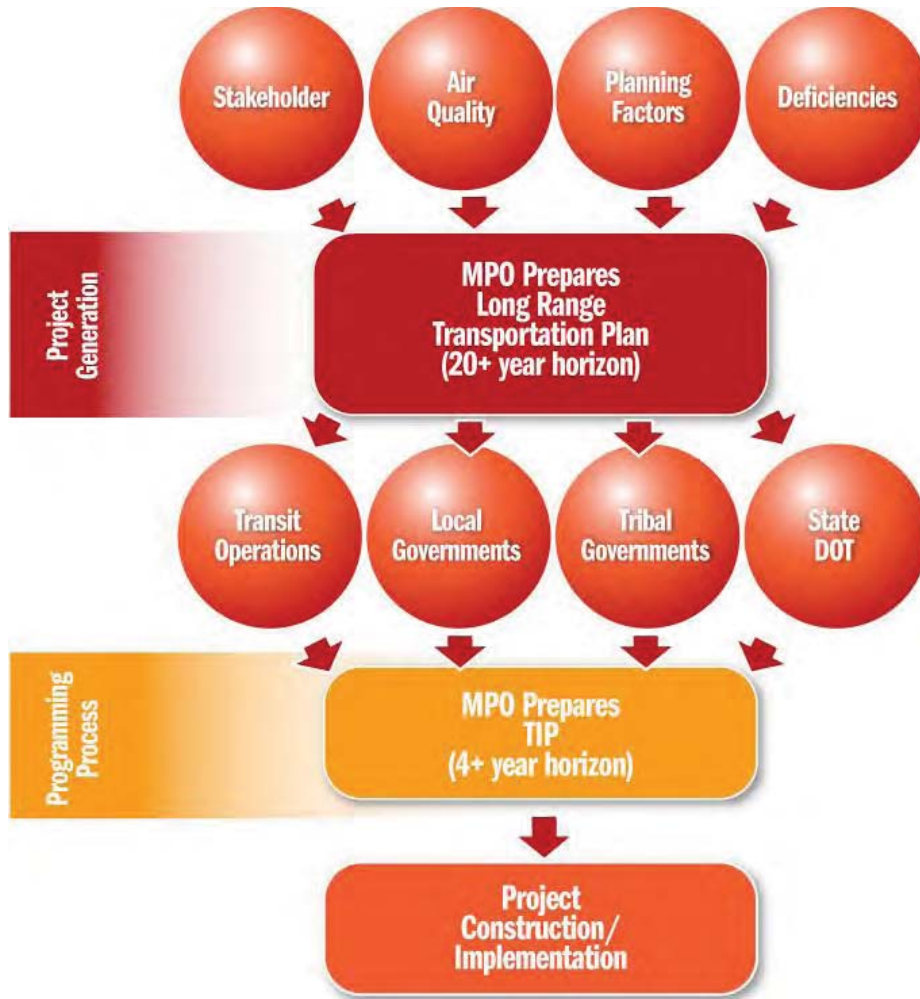 Stakeholder
Air
Quality
Planning
Factors
Deficiencies
Project
Generation
MPO Prepares
Long Range
Transportation Plan
(20+ year horizon)
Transit
Operations
Local
Governments
Tribal
Governments
State
DOT
Programming
Process
MPO Prepares
TIP
(4+ year horizon)
Project
Construction/
Implementation